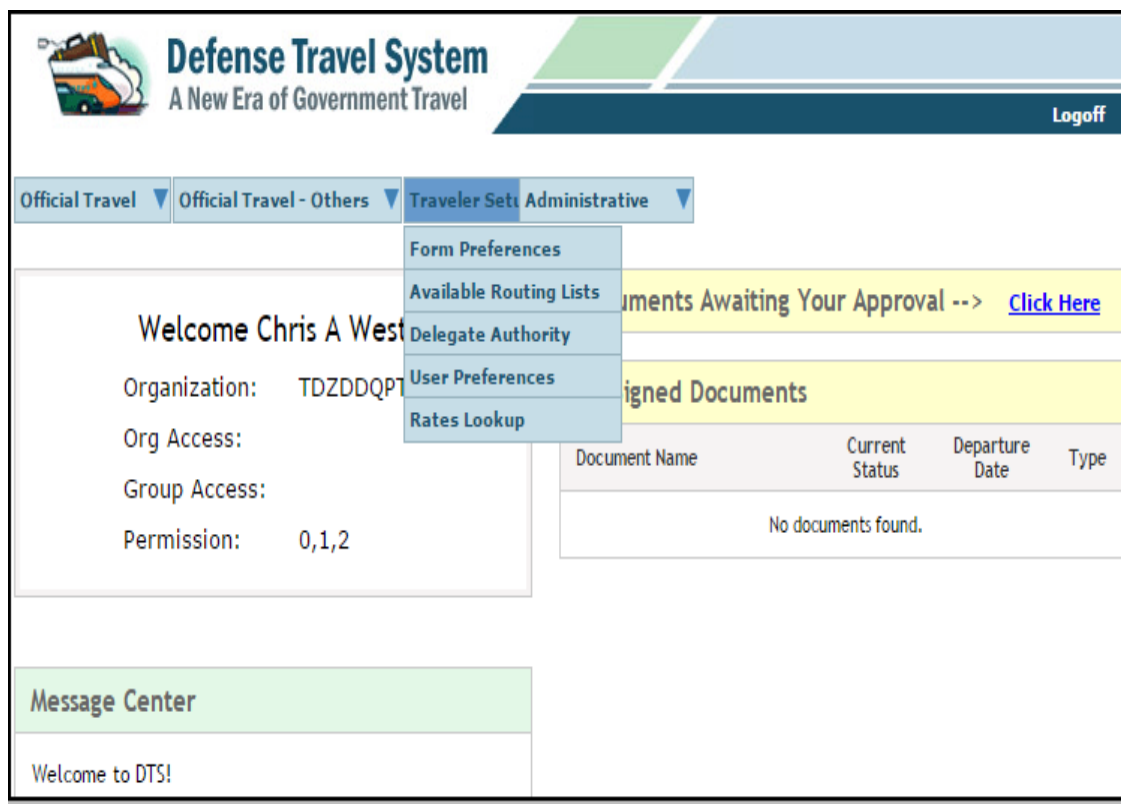 Defense Travel System
A New Era of Government Travel
Logoff
Official Travel
Official Travel - Others
Traveler Setu
Administrative
Form Preferences
Available Routing Lists
Delegate Authority
User Preferences
Rates Lookup
Welcome Chris A West
Organization: TDZDDQPT
Org Access:
Group Access:
Permission: 0,1,2
uments Awaiting Your Approval --> Click Here
igned Documents
Document Name
Current Status
Departure Date
Type
No documents found.
Message Center
Welcome to DTS!